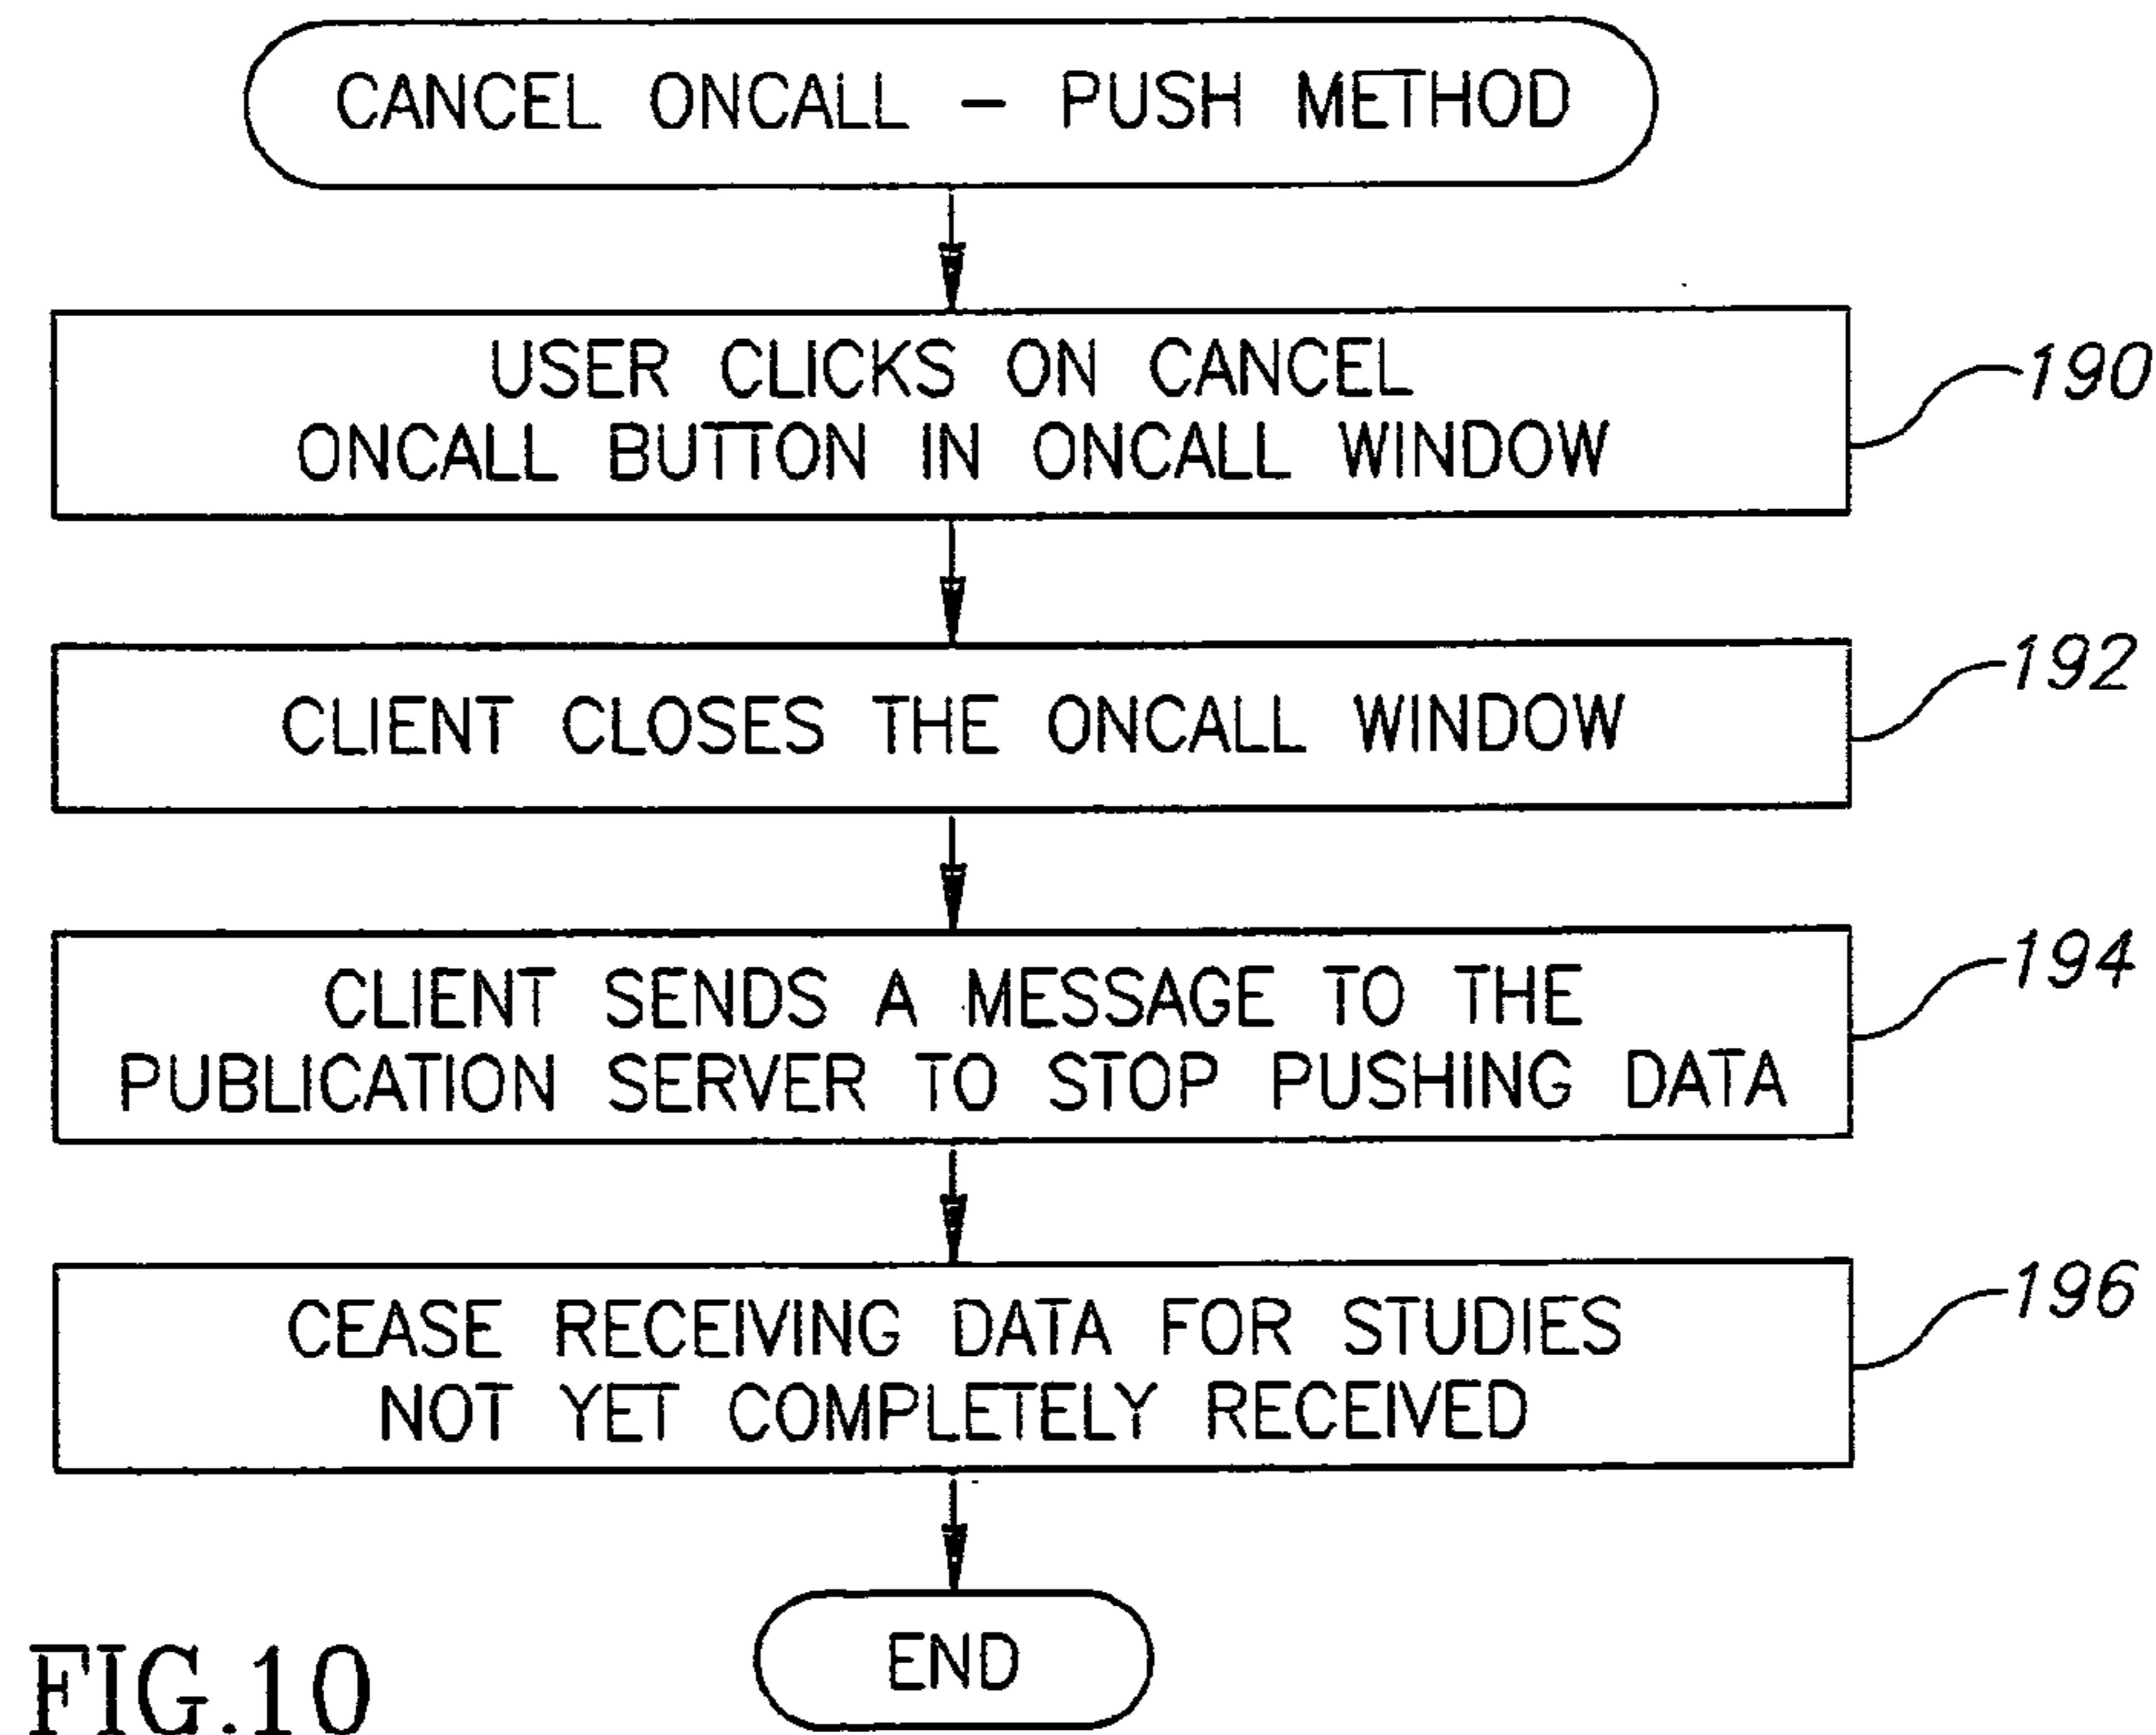 CANCEL ONCALL – PUSH METHOD
USER CLICKS ON CANCEL
ONCALL BUTTON IN ONCALL WINDOW
190
CLIENT CLOSES THE ONCALL WINDOW
192
CLIENT SENDS A MESSAGE TO THE
PUBLICATION SERVER TO STOP PUSHING DATA
194
CEASE RECEIVING DATA FOR STUDIES
NOT YET COMPLETELY RECEIVED
196
END
FIG.10